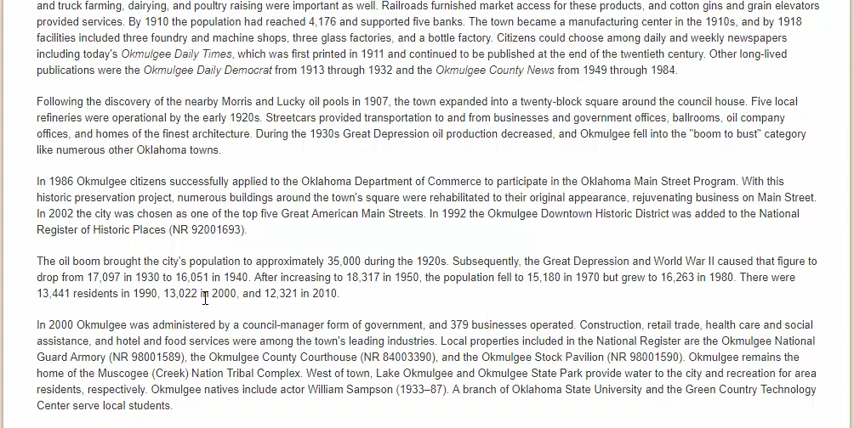 and truck farming, dairying, and poultry raising were important as well. Railroads furnished market access for these products, and cotton gins and grain elevators
provided services. By 1910 the population had reached 4,176 and supported five banks. The town became a manufacturing center in the 1910s, and by 1918
facilities included three foundry and machine shops, three glass factories, and a bottle factory. Citizens could choose among daily and weekly newspapers
including today's Okmulgee Daily Times, which was first printed in 1911 and continued to be published at the end of the twentieth century. Other long-lived
publications were the Okmulgee Daily Democrat from 1913 through 1932 and the Okmulgee County News from 1949 through 1984.
Following the discovery of the nearby Morris and Lucky oil pools in 1907, the town expanded into a twenty-block square around the council house. Five local
refineries were operational by the early 1920s. Streetcars provided transportation to and from businesses and government offices, ballrooms, oil company
offices, and homes of the finest architecture. During the 1930s Great Depression oil production decreased, and Okmulgee fell into the "boom to bust" category
like numerous other Oklahoma towns.
In 1986 Okmulgee citizens successfully applied to the Oklahoma Department of Commerce to participate in the Oklahoma Main Street Program. With this
historic preservation project, numerous buildings around the town's square were rehabilitated to their original appearance, rejuvenating business on Main Street.
In 2002 the city was chosen as one of the top five Great American Main Streets. In 1992 the Okmulgee Downtown Historic District was added to the National
Register of Historic Places (NR 92001693).
The oil boom brought the city's population to approximately 35,000 during the 1920s. Subsequently, the Great Depression and World War II caused that figure to
drop from 17,097 in 1930 to 16,051 in 1940. After increasing to 18,317 in 1950, the population fell to 15,180 in 1970 but grew to 16,263 in 1980. There were
13,441 residents in 1990, 13,022 in 2000, and 12,321 in 2010.
In 2000 Okmulgee was administered by a council-manager form of government, and 379 businesses operated. Construction, retail trade, health care and social
assistance, and hotel and food services were among the town's leading industries. Local properties included in the National Register are the Okmulgee National
Guard Armory (NR 98001589), the Okmulgee County Courthouse (NR 84003390), and the Okmulgee Stock Pavilion (NR 98001590). Okmulgee remains the
home of the Muscogee (Creek) Nation Tribal Complex. West of town, Lake Okmulgee and Okmulgee State Park provide water to the city and recreation for area
residents, respectively. Okmulgee natives include actor William Sampson (1933–87). A branch of Oklahoma State University and the Green Country Technology
Center serve local students.